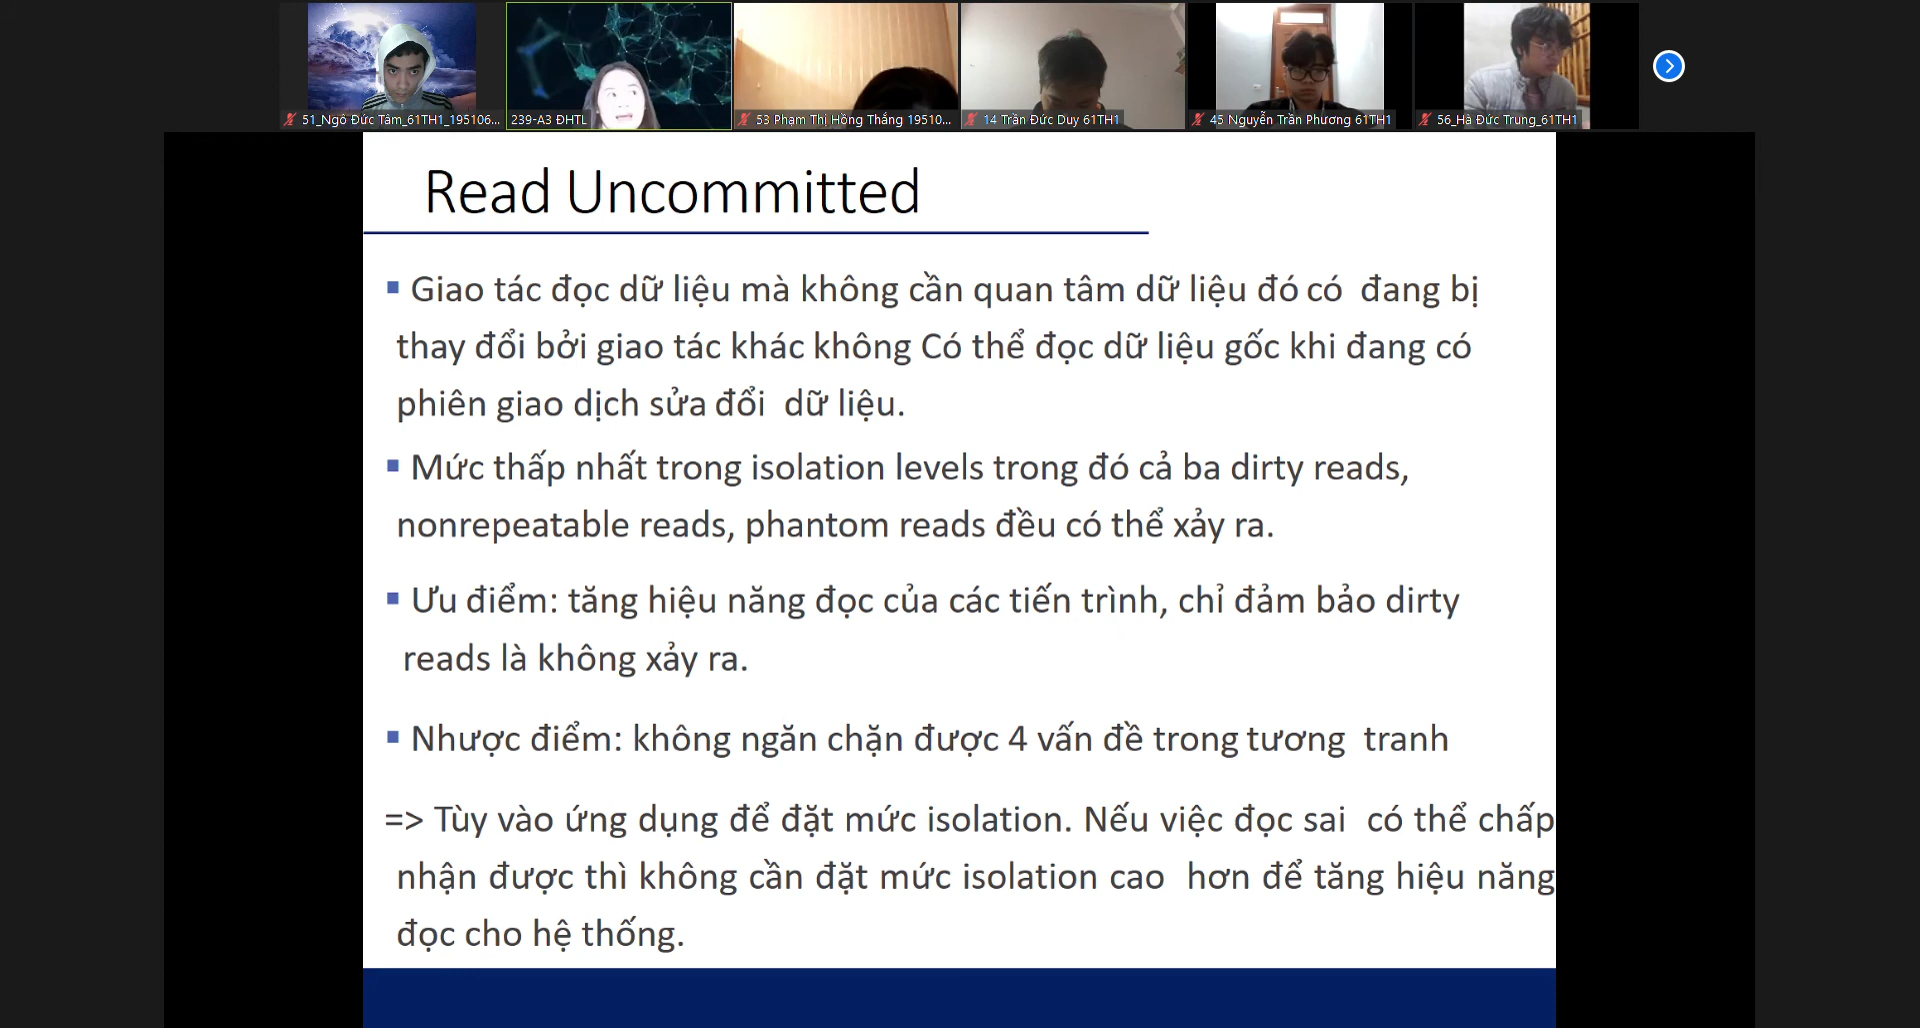 51_Ngô Đức Tâm_61TH1_195106...
239-A3 ĐHTL
53 Phạm Thị Hồng Thắng 19510...
14 Trần Đức Duy 61TH1
45 Nguyễn Trần Phương 61TH1
56_Hà Đức Trung_61TH1
Read Uncommitted
▪ Giao tác đọc dữ liệu mà không cần quan tâm dữ liệu đó có đang bị
thay đổi bởi giao tác khác không Có thể đọc dữ liệu gốc khi đang có
phiên giao dịch sửa đổi dữ liệu.
▪ Mức thấp nhất trong isolation levels trong đó cả ba dirty reads,
nonrepeatable reads, phantom reads đều có thể xảy ra.
▪ Ưu điểm: tăng hiệu năng đọc của các tiến trình, chỉ đảm bảo dirty
reads là không xảy ra.
▪ Nhược điểm: không ngăn chặn được 4 vấn đề trong tương tranh
=> Tùy vào ứng dụng để đặt mức isolation. Nếu việc đọc sai có thể chấp
nhận được thì không cần đặt mức isolation cao hơn để tăng hiệu năng
đọc cho hệ thống.